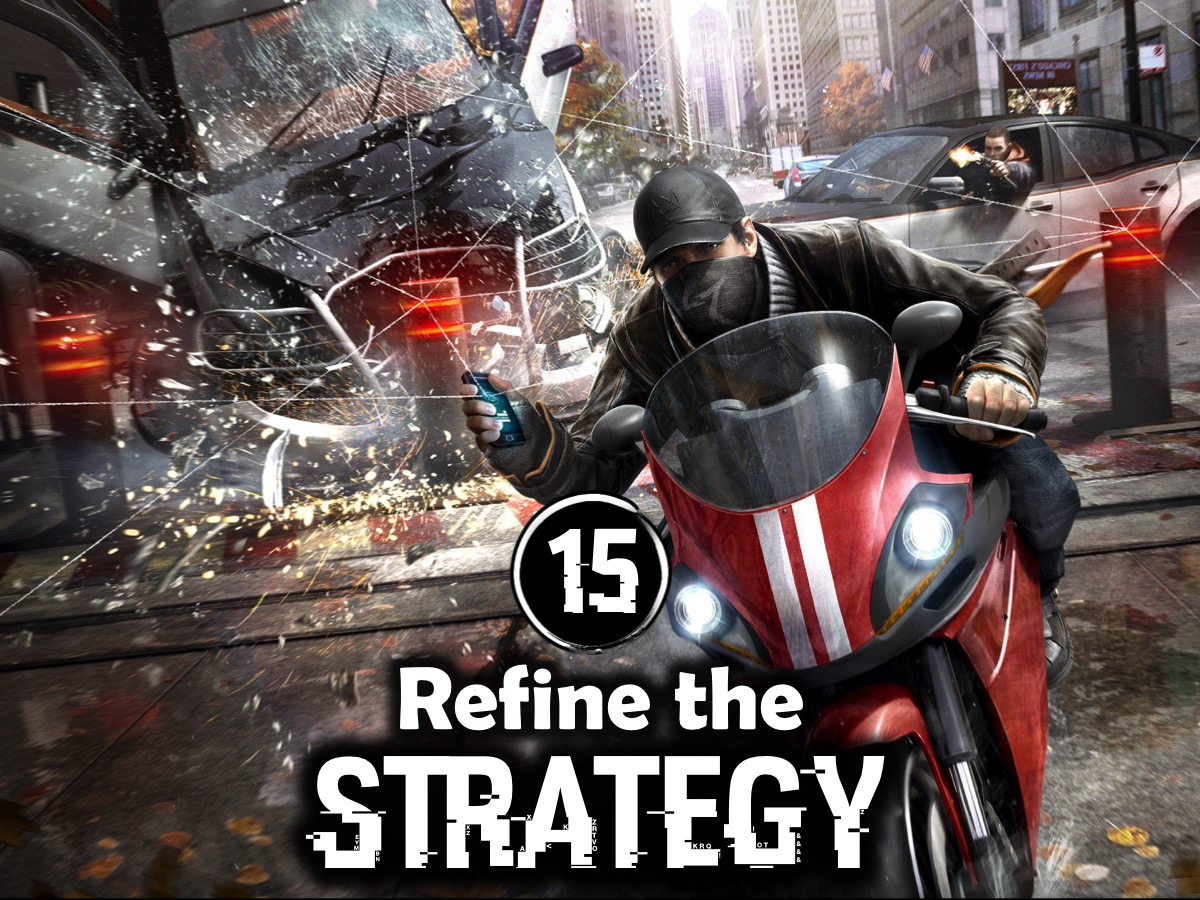 15
Refine the
STRATEGY